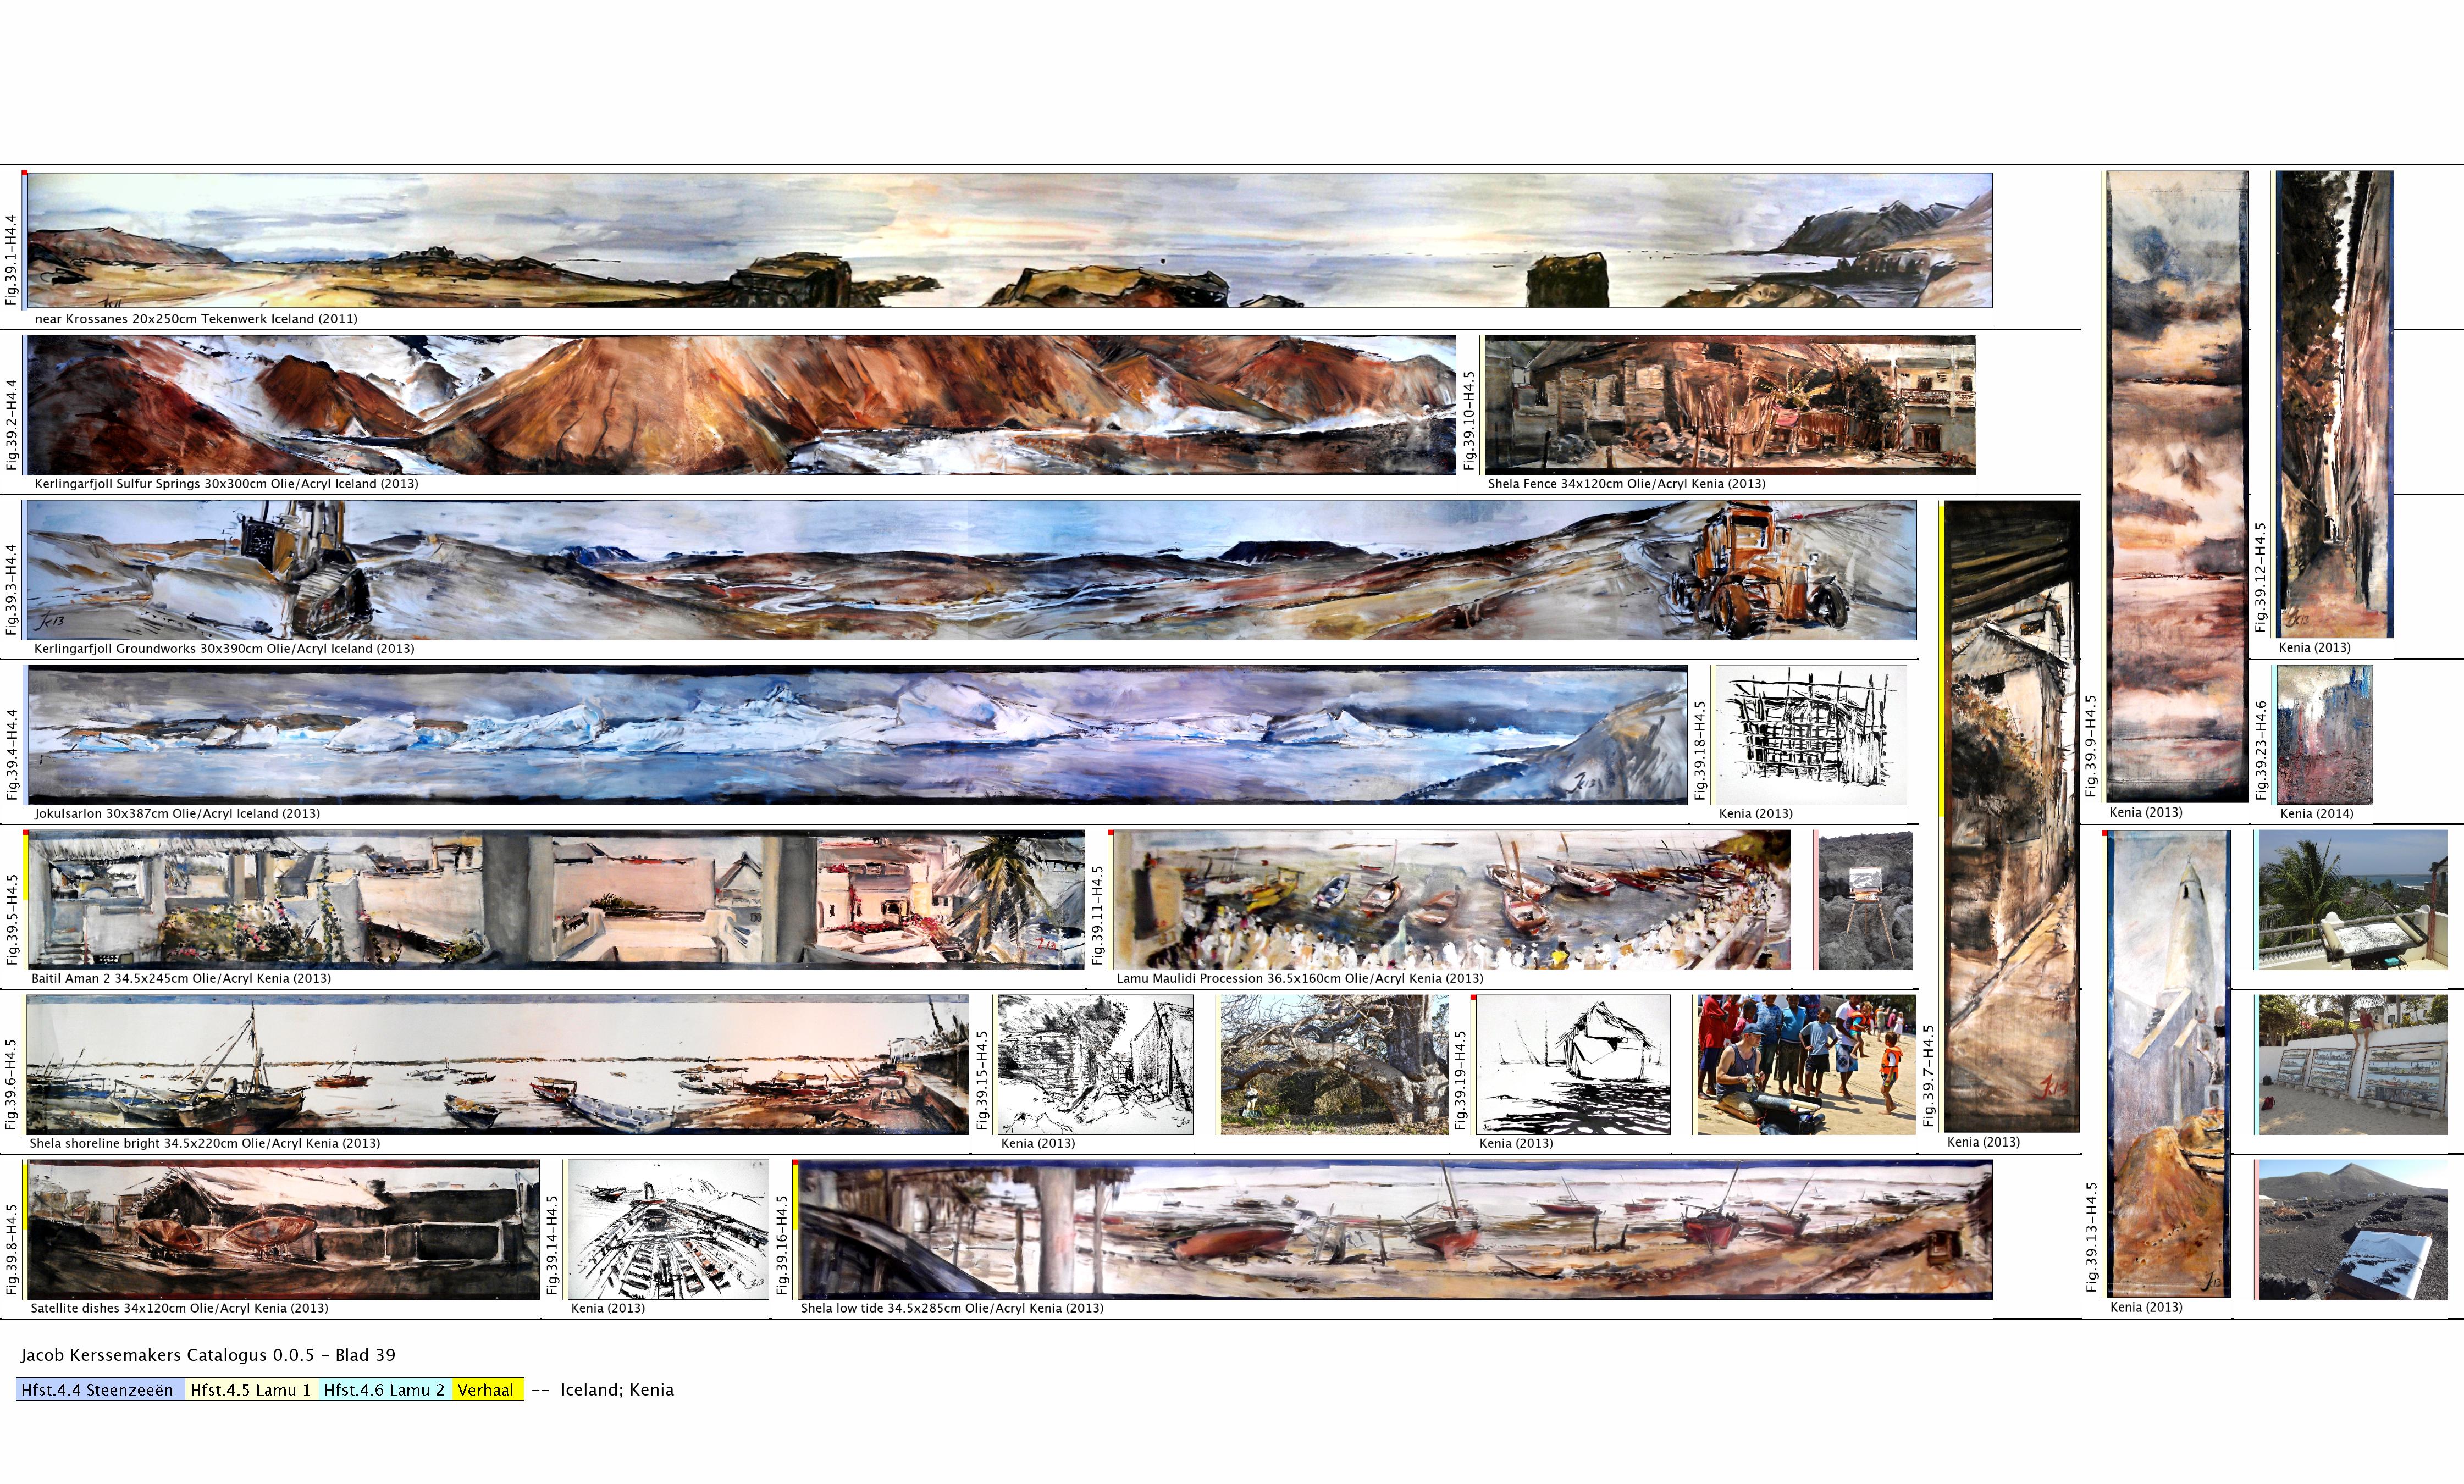 Fig.39.1-H4.4
near Krossanes 20x250cm Tekenwerk Iceland (2011)
Fig.39.2-H4.4
Kerlingarfjoll Sulfur Springs 30x300cm Olie/Acryl Iceland (2013)
Fig.39.10-H4.5
Shela Fence 34x120cm Olie/Acryl Kenia (2013)
Fig.39.3-H4.4
Jk13
Kerlingarfjoll Groundworks 30x390cm Olie/Acryl Iceland (2013)
Fig.39.4-H4.4
Jokulsarlon 30x387cm Olie/Acryl Iceland (2013)
Fig.39.18-H4.5
Kenia (2013)
Fig.39.5-H4.5
Baitil Aman 2 34.5x245cm Olie/Acryl Kenia (2013)
Fig.39.11-H4.5
Lamu Maulidi Procession 36.5x160cm Olie/Acryl Kenia (2013)
Fig.39.6-H4.5
Shela shoreline bright 34.5x220cm Olie/Acryl Kenia (2013)
Fig.39.15-H4.5
Kenia (2013)
Fig.39.19-H4.5
Kenia (2013)
Fig.39.7-H4.5
Jk13
Kenia (2013)
Fig.39.8-H4.5
Satellite dishes 34x120cm Olie/Acryl Kenia (2013)
Fig.39.14-H4.5
Kenia (2013)
Fig.39.16-H4.5
Shela low tide 34.5x285cm Olie/Acryl Kenia (2013)
Fig.39.9-H4.5
Kenia (2013)
Fig.39.12-H4.5
Kenia (2013)
Fig.39.23-H4.6
Kenia (2014)
Fig.39.13-H4.5
Kenia (2013)
Jacob Kerssemakers Catalogus 0.0.5 - Blad 39
Hfst.4.4 Steenzeeën Hfst.4.5 Lamu 1 Hfst.4.6 Lamu 2 Verhaal -- Iceland; Kenia